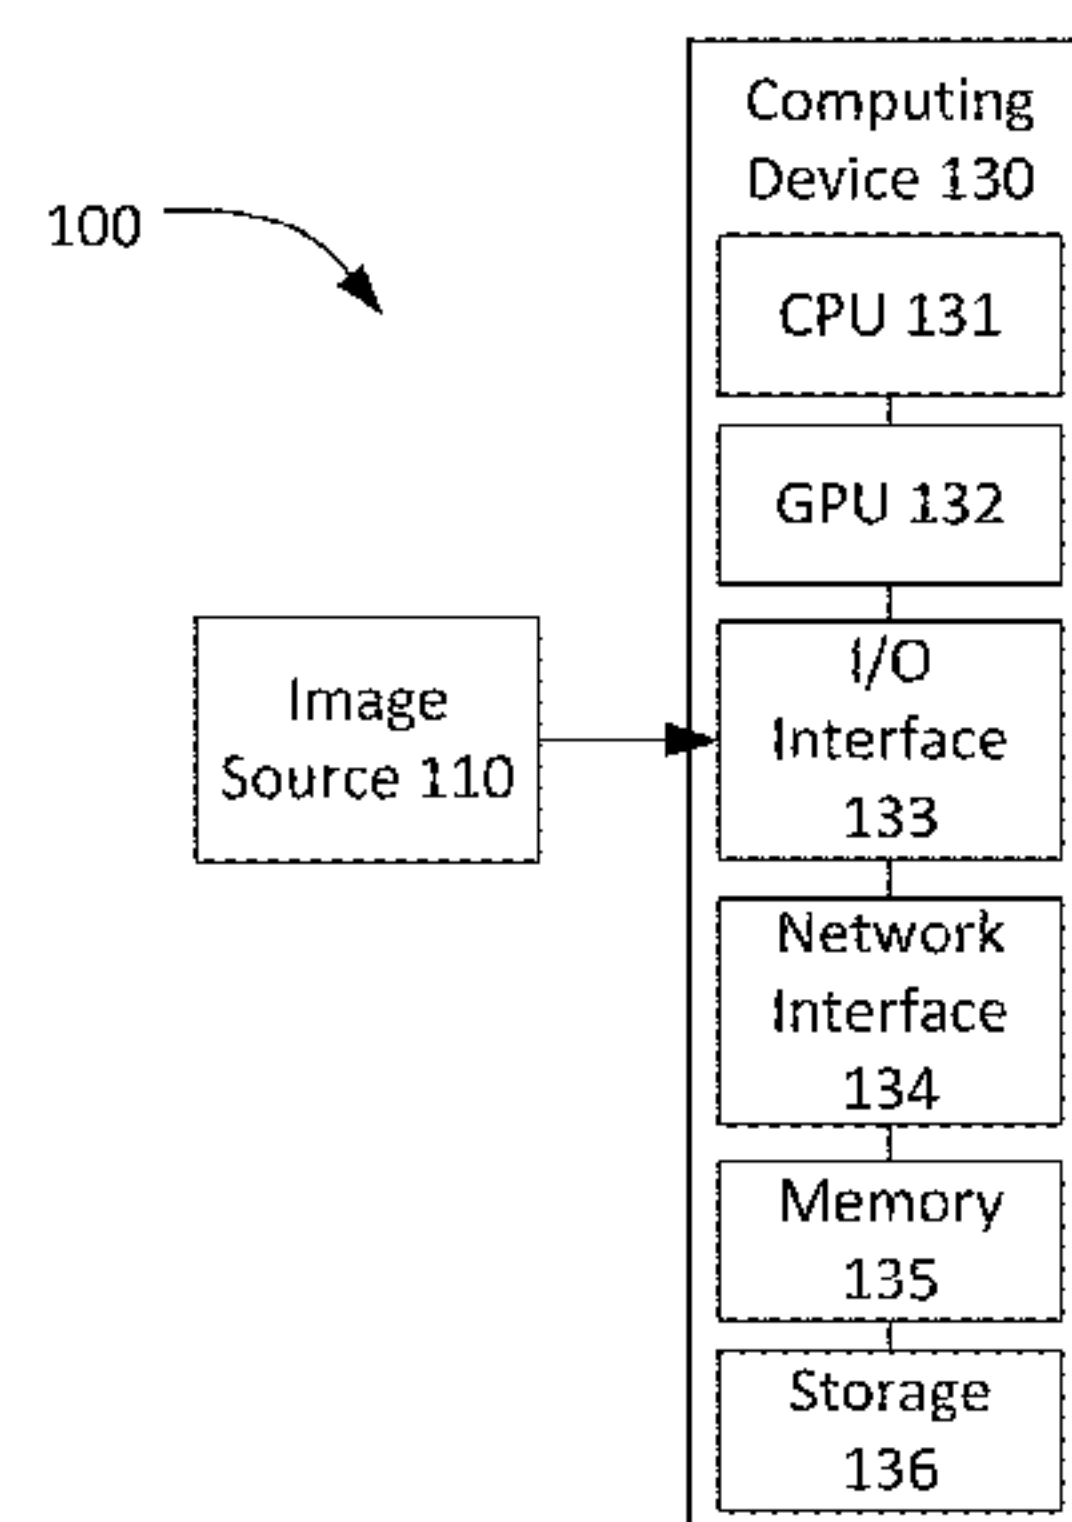 100
Computing
Device 130
CPU 131
GPU 132
Image
Source 110
I/O
Interface
133
Network
Interface
134
Memory
135
Storage
136